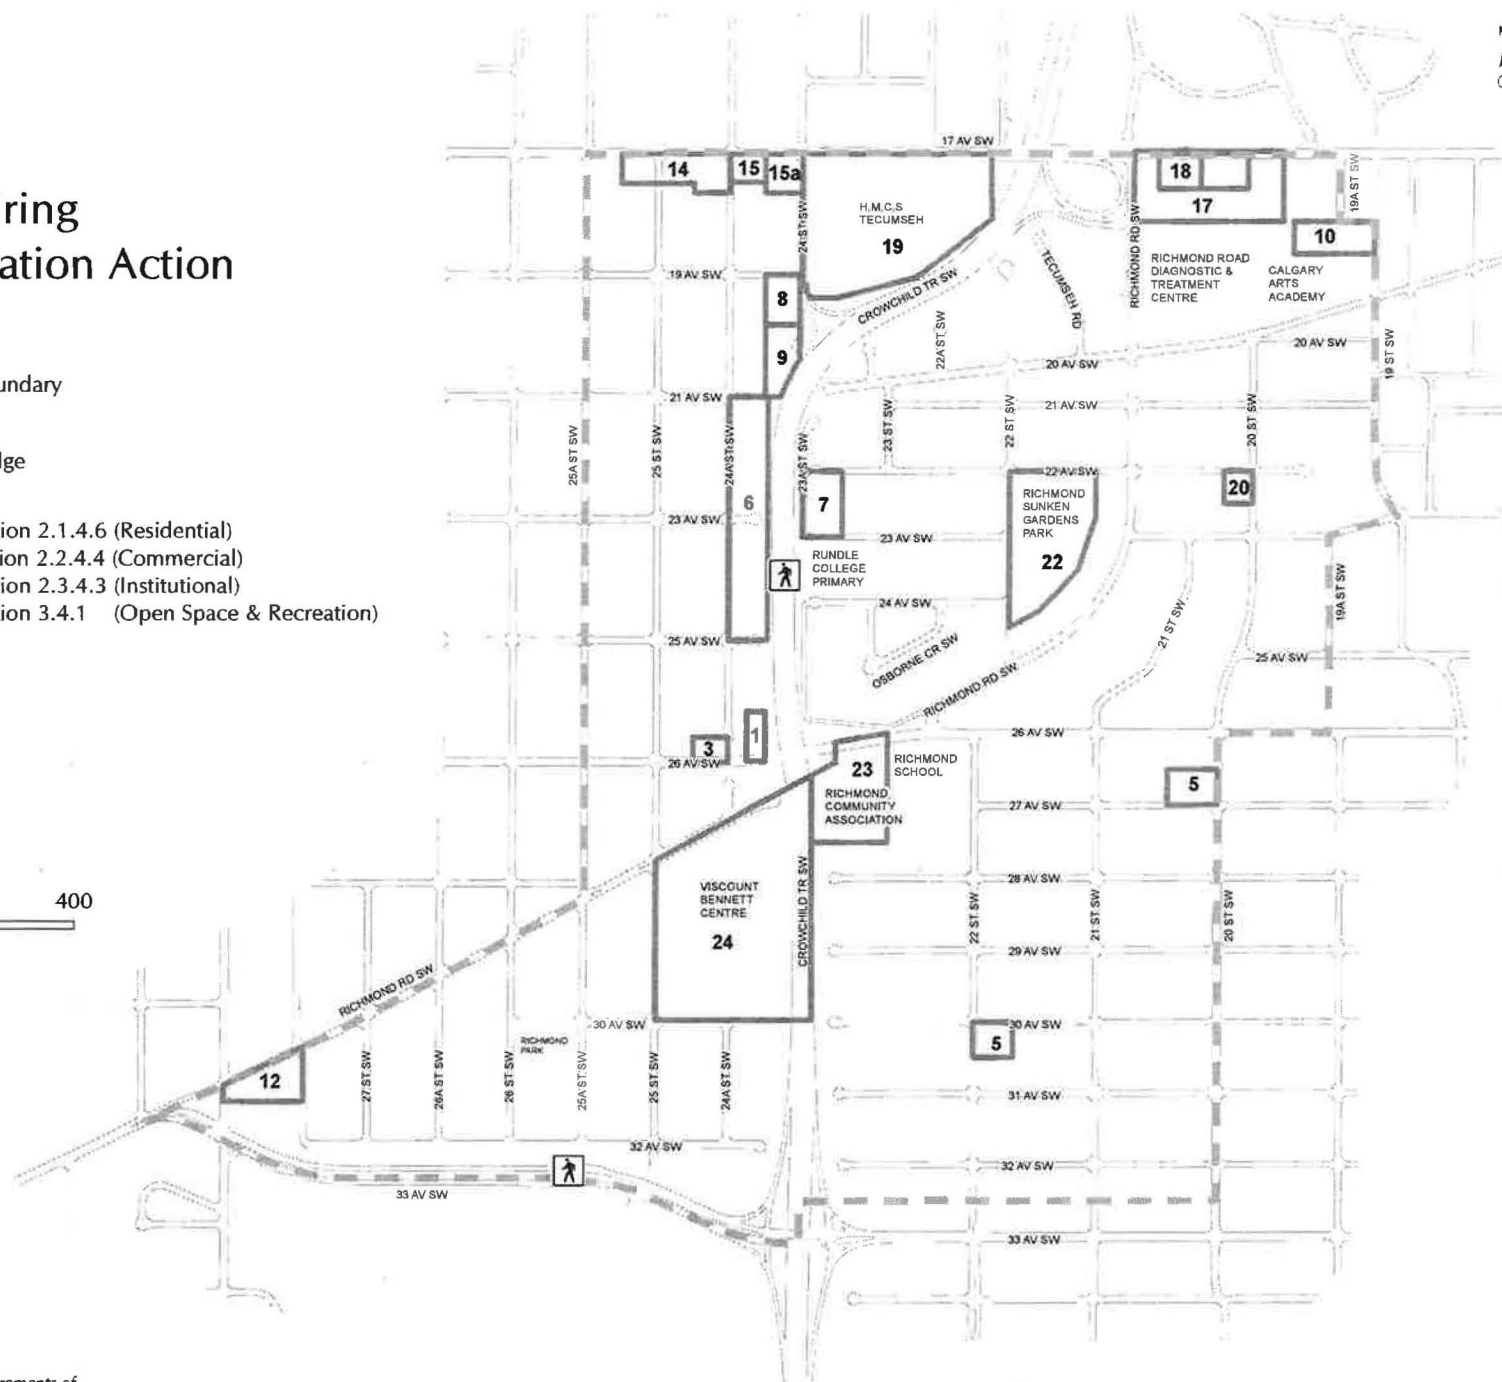 ring
ation Action
undary
lge
ion 2.1.4.6 (Residential)
ion 2.2.4.4 (Commercial)
ion 2.3.4.3 (Institutional)
ion 3.4.1 (Open Space & Recreation)
400
17 AV SW
14
15
15a
H.M.C.S
TECUMSEH
19
24 ST SW
18
17
19A ST SW
10
RICHMOND RD SW
RICHMOND ROAD
DIAGNOSTIC &
TREATMENT
CENTRE
CALGARY
ARTS
ACADEMY
TECUMSEH RD
19 AV SW
8
CROWCHILD TR SW
9
22A ST SW
20 AV SW
20 AV SW
19 ST SW
21 AV SW
21 AV SW
25A ST SW
25 ST SW
24A ST SW
23A ST SW
23 ST SW
22 ST SW
20 ST SW
22 AV SW
6
7
RICHMOND
SUNKEN
GARDENS
PARK
22
20
23 AV SW
23 AV SW
RUNDLE
COLLEGE
PRIMARY
24 AV SW
19A ST SW
21 ST SW
25 AV SW
OSBORNE CR SW
25 AV SW
RICHMOND RD SW
1
3
26 AV SW
26 AV SW
23
RICHMOND
SCHOOL
RICHMOND
COMMUNITY
ASSOCIATION
5
27 AV SW
VISCOUNT
BENNETT
CENTRE
24
CROWCHILD TR SW
28 AV SW
22 ST SW
21 ST SW
20 ST SW
29 AV SW
RICHMOND RD SW
30 AV SW
RICHMOND
PARK
30 AV SW
5
12
27 ST SW
26A ST SW
26 ST SW
25A ST SW
25 ST SW
24A ST SW
31 AV SW
32 AV SW
32 AV SW
33 AV SW
33 AV SW